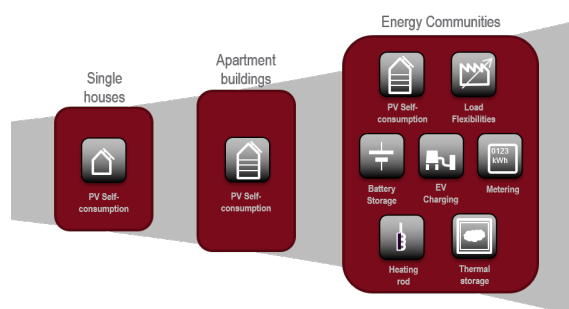 Single
houses
PV Self-
consumption
Apartment
buildings
PV Self-
consumption
Energy Communities
PV Self-
consumption
Load
Flexibilities
Battery
Storage
EV
Charging
0123
kWh
Metering
Heating
rod
Thermal
storage